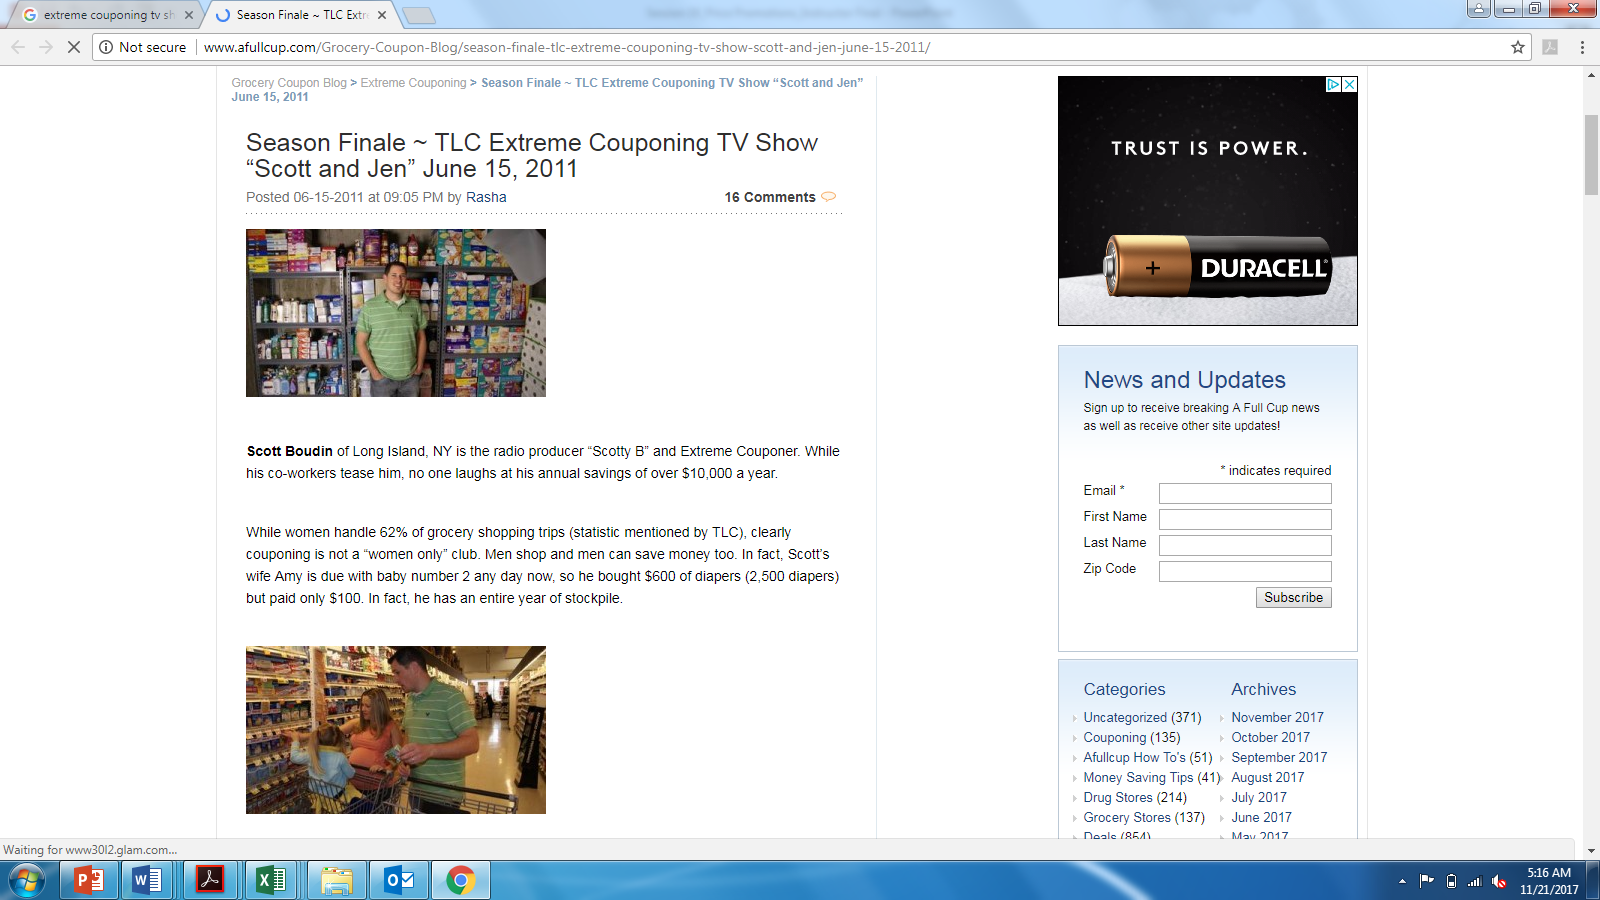 extreme couponing tv sh
Season Finale ~ TLC Extr
Not secure
www.afullcup.com/Grocery-Coupon-Blog/season-finale-tlc-extreme-couponing-tv-show-scott-and-jen-june-15-2011/
Grocery Coupon Blog > Extreme Couponing > Season Finale ~ TLC Extreme Couponing TV Show “Scott and Jen”
June 15, 2011
Season Finale ~ TLC Extreme Couponing TV Show
“Scott and Jen” June 15, 2011
Posted 06-15-2011 at 09:05 PM by Rasha
16 Comments
Scott Boudin of Long Island, NY is the radio producer “Scotty B” and Extreme Couponer. While
his co-workers tease him, no one laughs at his annual savings of over $10,000 a year.
While women handle 62% of grocery shopping trips (statistic mentioned by TLC), clearly
couponing is not a “women only” club. Men shop and men can save money too. In fact, Scott’s
wife Amy is due with baby number 2 any day now, so he bought $600 of diapers (2,500 diapers)
but paid only $100. In fact, he has an entire year of stockpile.
TRUST IS POWER.
+
DURACELL
News and Updates
Sign up to receive breaking A Full Cup news
as well as receive other site updates!
* indicates required
Email *
First Name
Last Name
Zip Code
Subscribe
Categories
Uncategorized (371)
Couponing (135)
Afullcup How To's (51)
Money Saving Tips (41)
Drug Stores (214)
Grocery Stores (137)
Deals (854)
Archives
November 2017
October 2017
September 2017
August 2017
July 2017
June 2017
May 2017
Waiting for www30l2.glam.com...
5:16 AM
11/21/2017